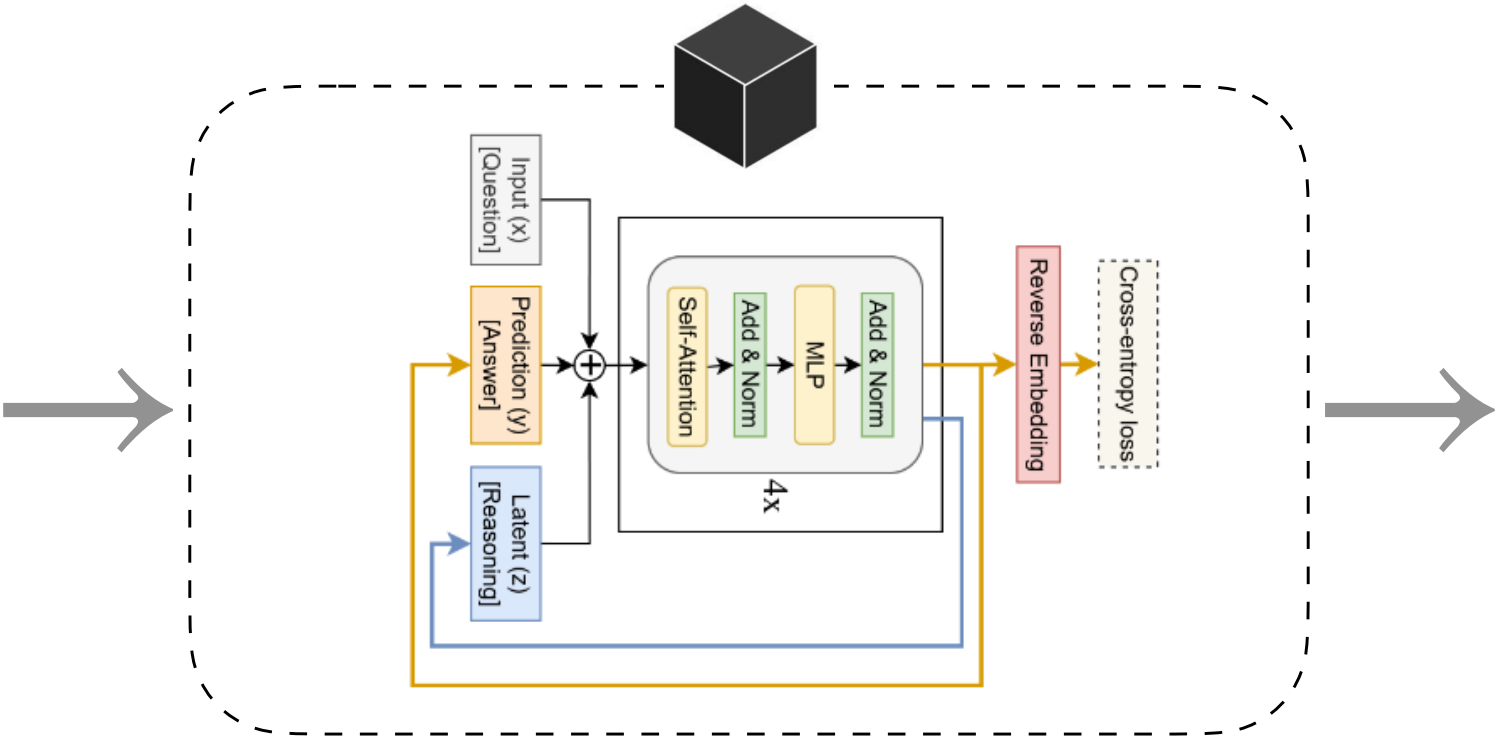 Input (x)
[Question]
Prediction (y)
[Answer]
Latent (z)
[Reasoning]
+
Self-Attention
Add & Norm
MLP
Add & Norm
4x
Reverse Embedding
Cross-entropy loss